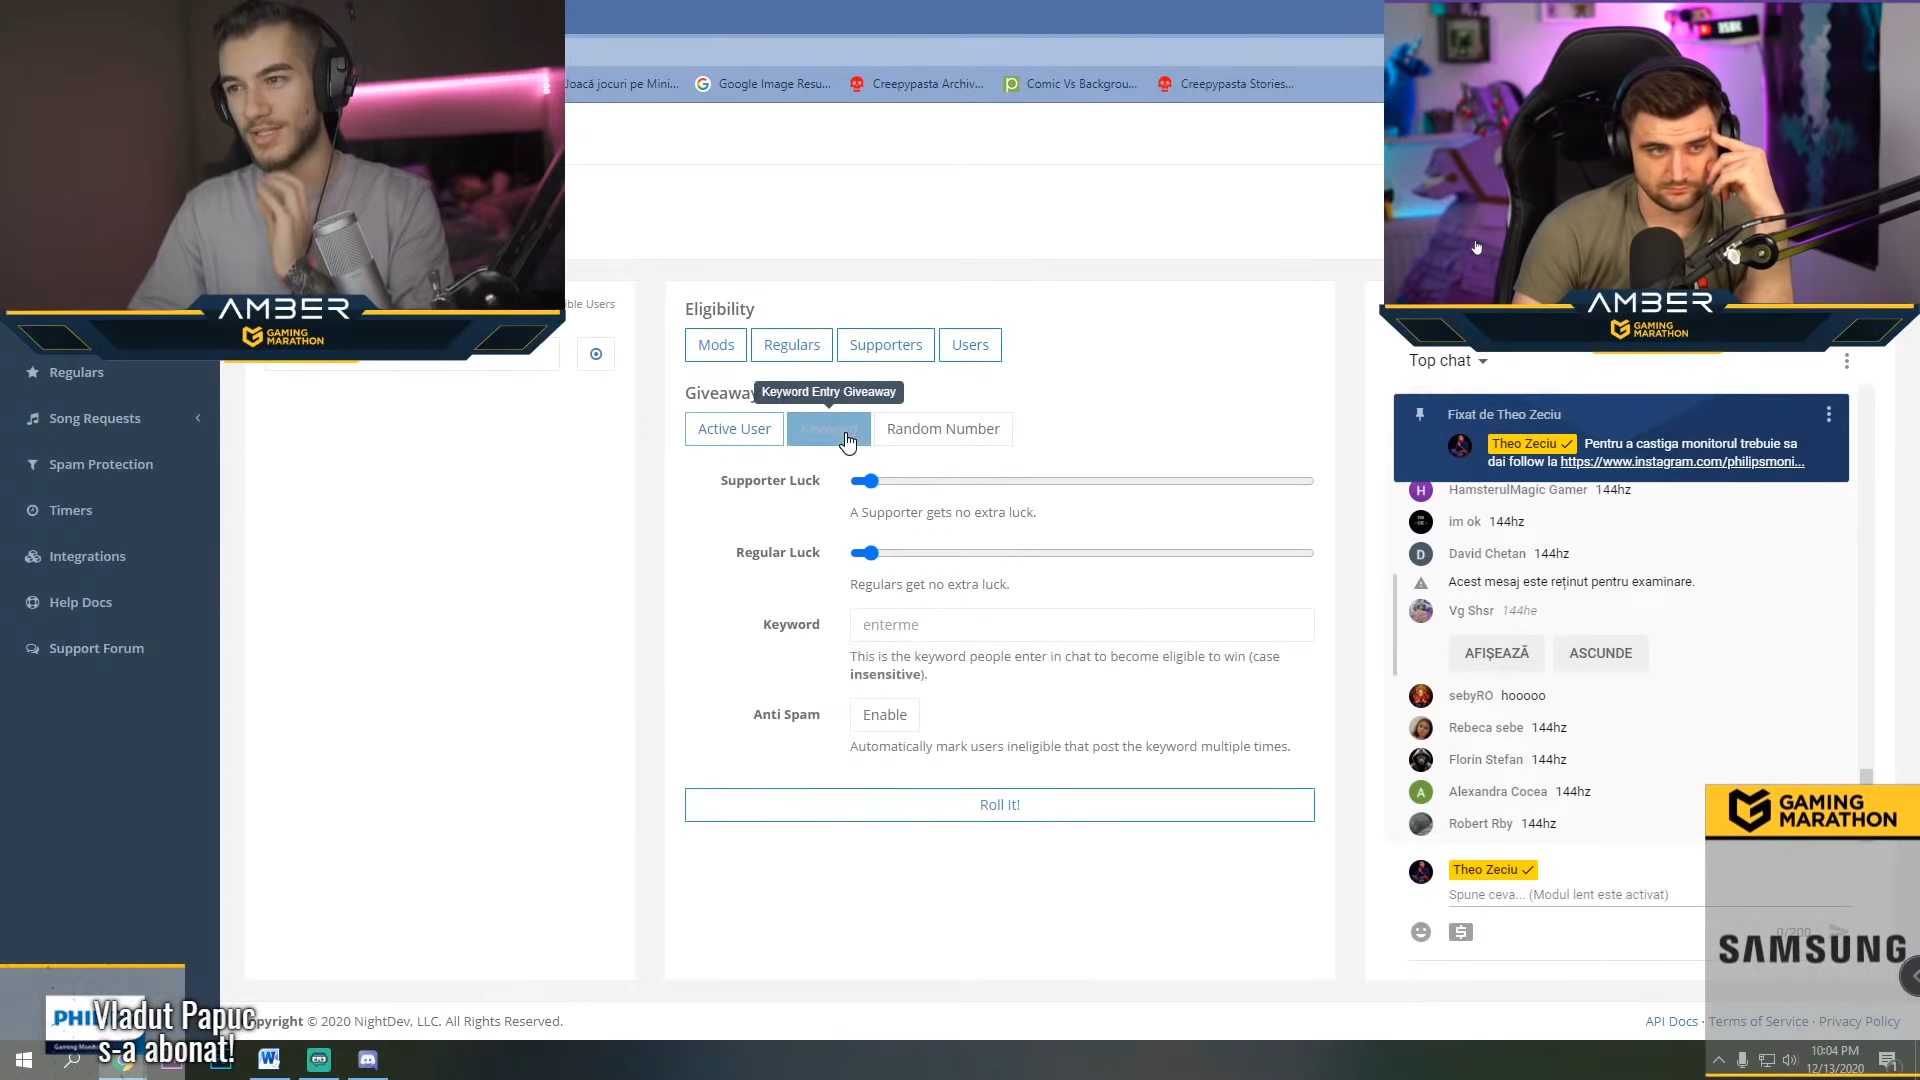 Joacă jocuri pe Mini...
Google Image Resu...
Creepypasta Archiv...
Comic Vs Backgrou...
Creepypasta Stories...
AMBER
GAMING
MARATHON
AMBER
GAMING
MARATHON
Regulars
Song Requests
Spam Protection
Timers
Integrations
Help Docs
Support Forum
Users
Eligibility
Mods
Regulars
Supporters
Users
Giveaway
Keyword Entry Giveaway
Active User
Keyword
Random Number
Supporter Luck
A Supporter gets no extra luck.
Regular Luck
Regulars get no extra luck.
Keyword
enterme
This is the keyword people enter in chat to become eligible to win (case
insensitive).
Anti Spam
Enable
Automatically mark users ineligible that post the keyword multiple times.
Roll It!
Top chat
Fixat de Theo Zeciu
Theo Zeciu Pentru a castiga monitorul trebuie sa
dai follow la https://www.instagram.com/philipsmoni...
H HamsterulMagic Gamer 144hz
im ok 144hz
D David Chetan 144hz
Acest mesaj este reținut pentru examinare.
Vg Shsr 144he
AFIȘEAZĂ
ASCUNDE
sebyRO hooooo
Rebeca sebe 144hz
Florin Stefan 144hz
A Alexandra Cocea 144hz
Robert Rby 144hz
Theo Zeciu
Spune ceva... (Modul lent este activat)
0/200
GAMING
MARATHON
SAMSUNG
Vladut Papuc
s-a abonat!
© 2020 NightDev, LLC. All Rights Reserved.
API Docs · Terms of Service · Privacy Policy
10:04 PM
12/13/2020